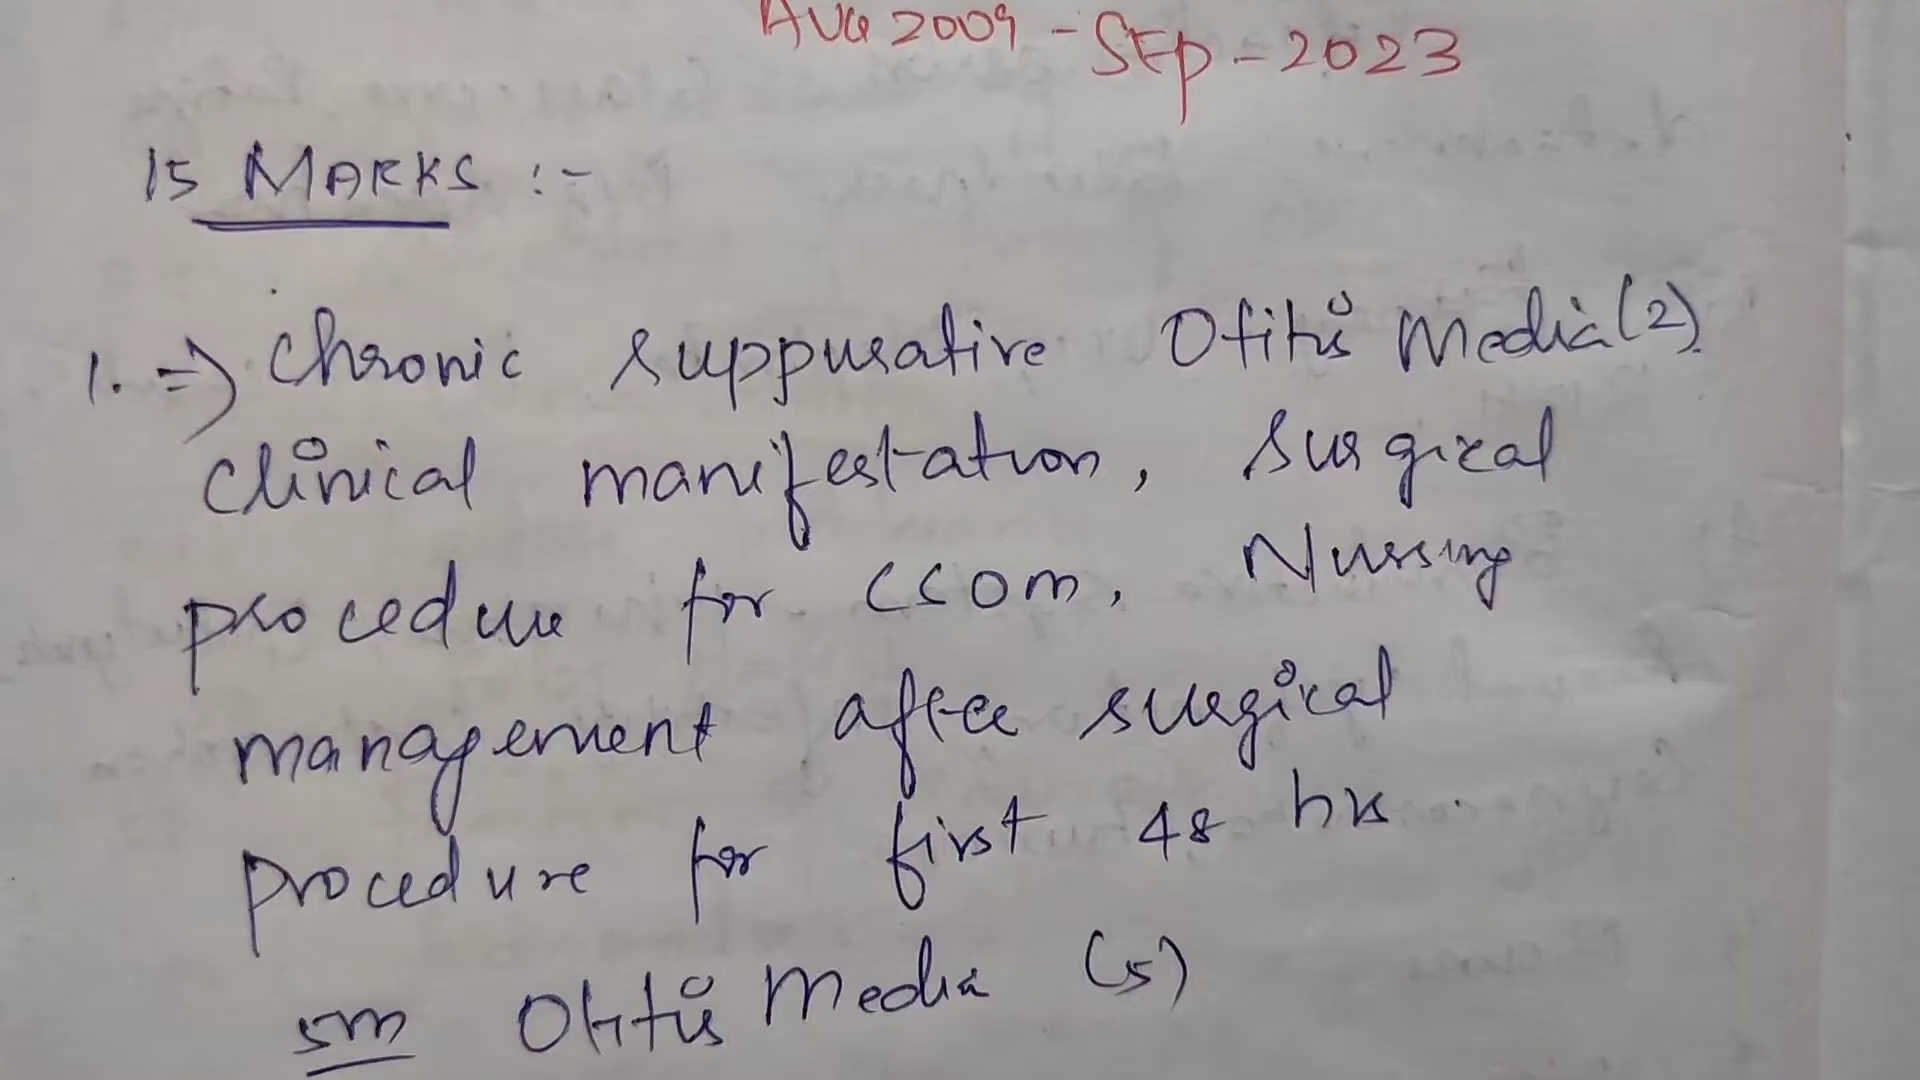 AUG 2009 - SEP - 2023
15 MARKS :-
1. => Chronic suppurative Otitis Media (2).
Clinical manifestation, surgical
procedure for CSOM, Nursing
management after surgical
procedure for first 48 hrs.
5m Otitis Media (5)